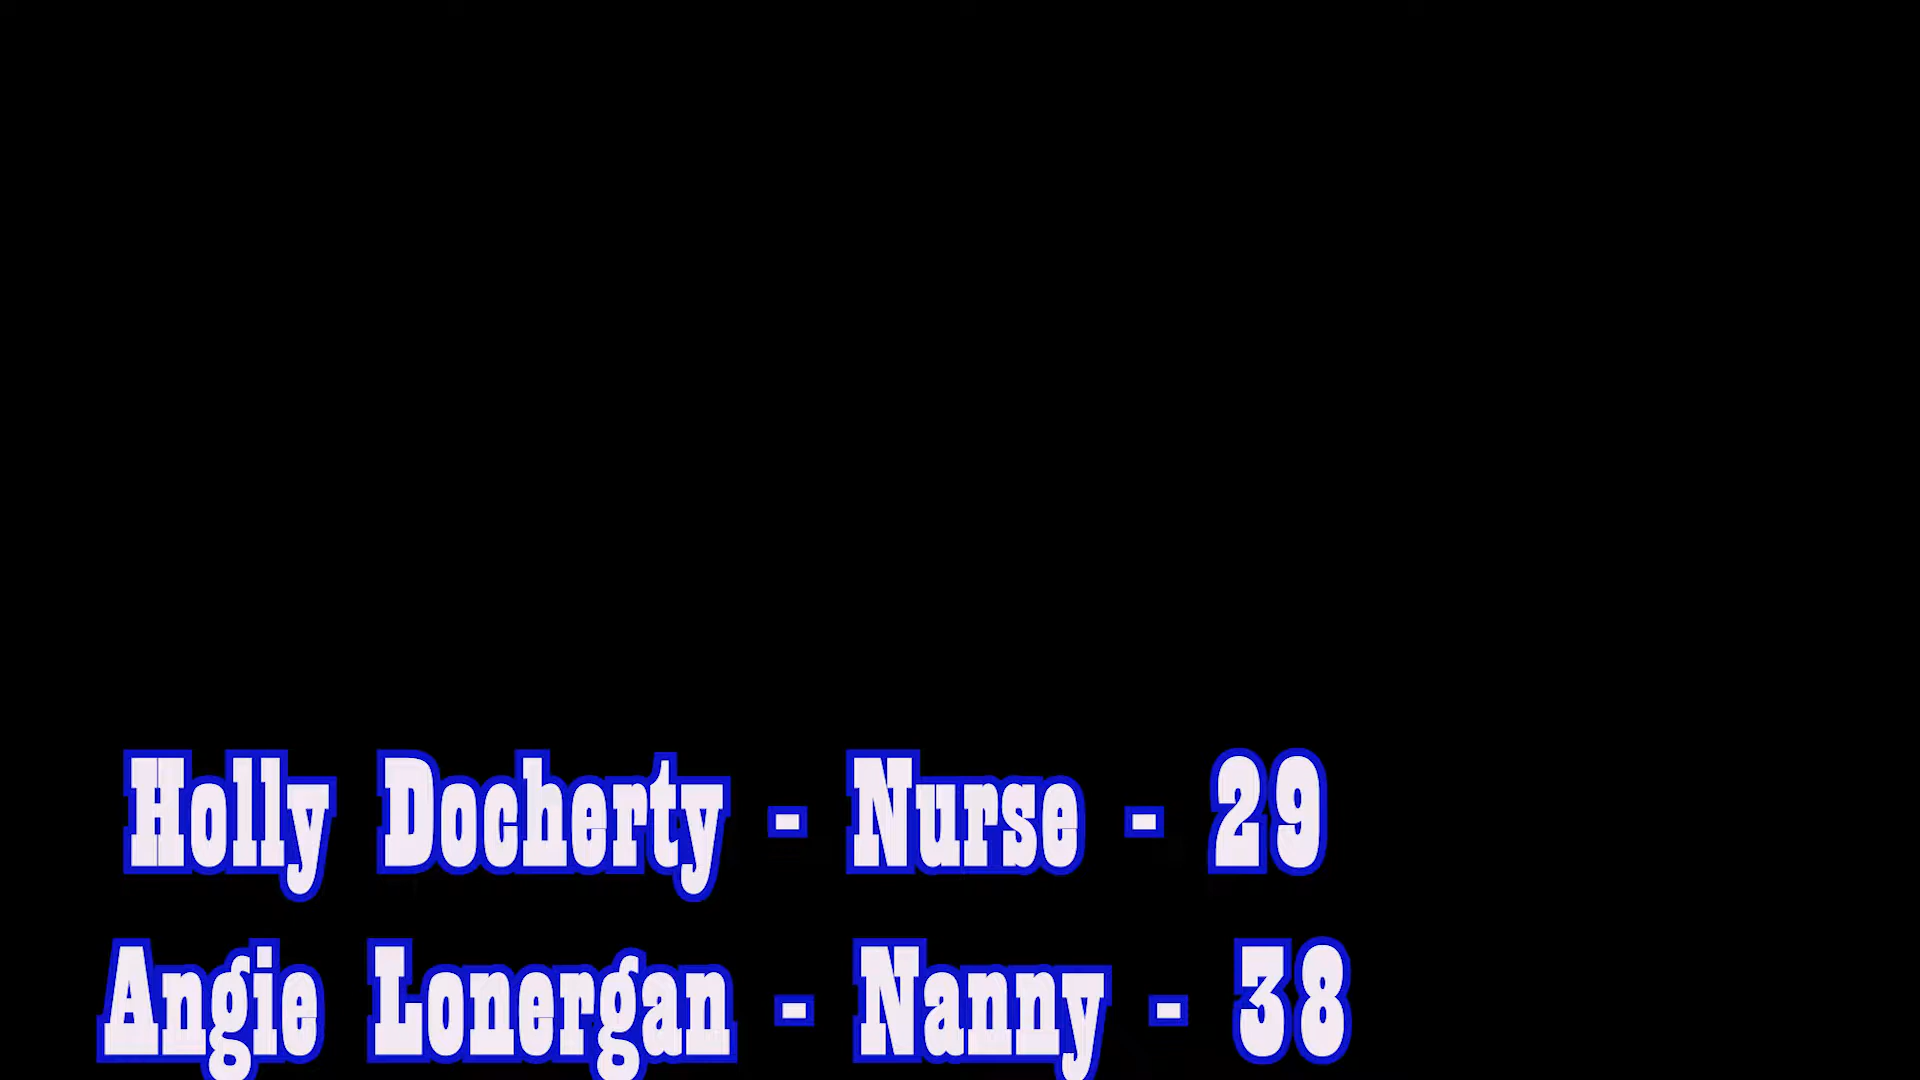 Holly Docherty - Nurse - 29
Angie Lonergan - Nanny - 38